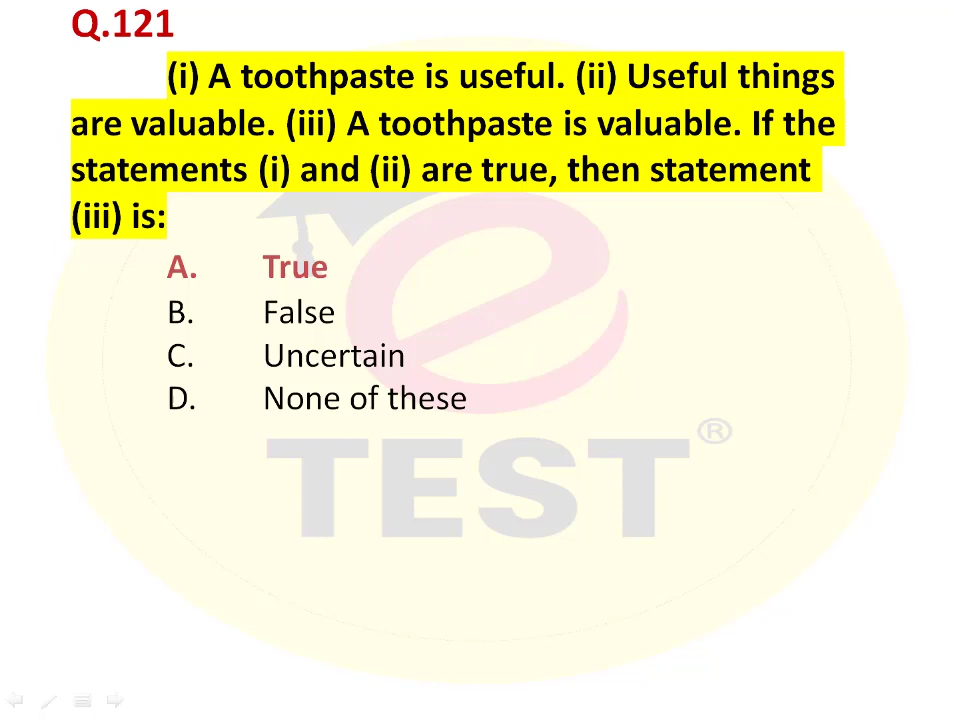 Q.121
(i) A toothpaste is useful. (ii) Useful things
are valuable. (iii) A toothpaste is valuable. If the
statements (i) and (ii) are true, then statement
(iii) is:
A. True
B. False
C. Uncertain
D. None of these
e
TEST ®